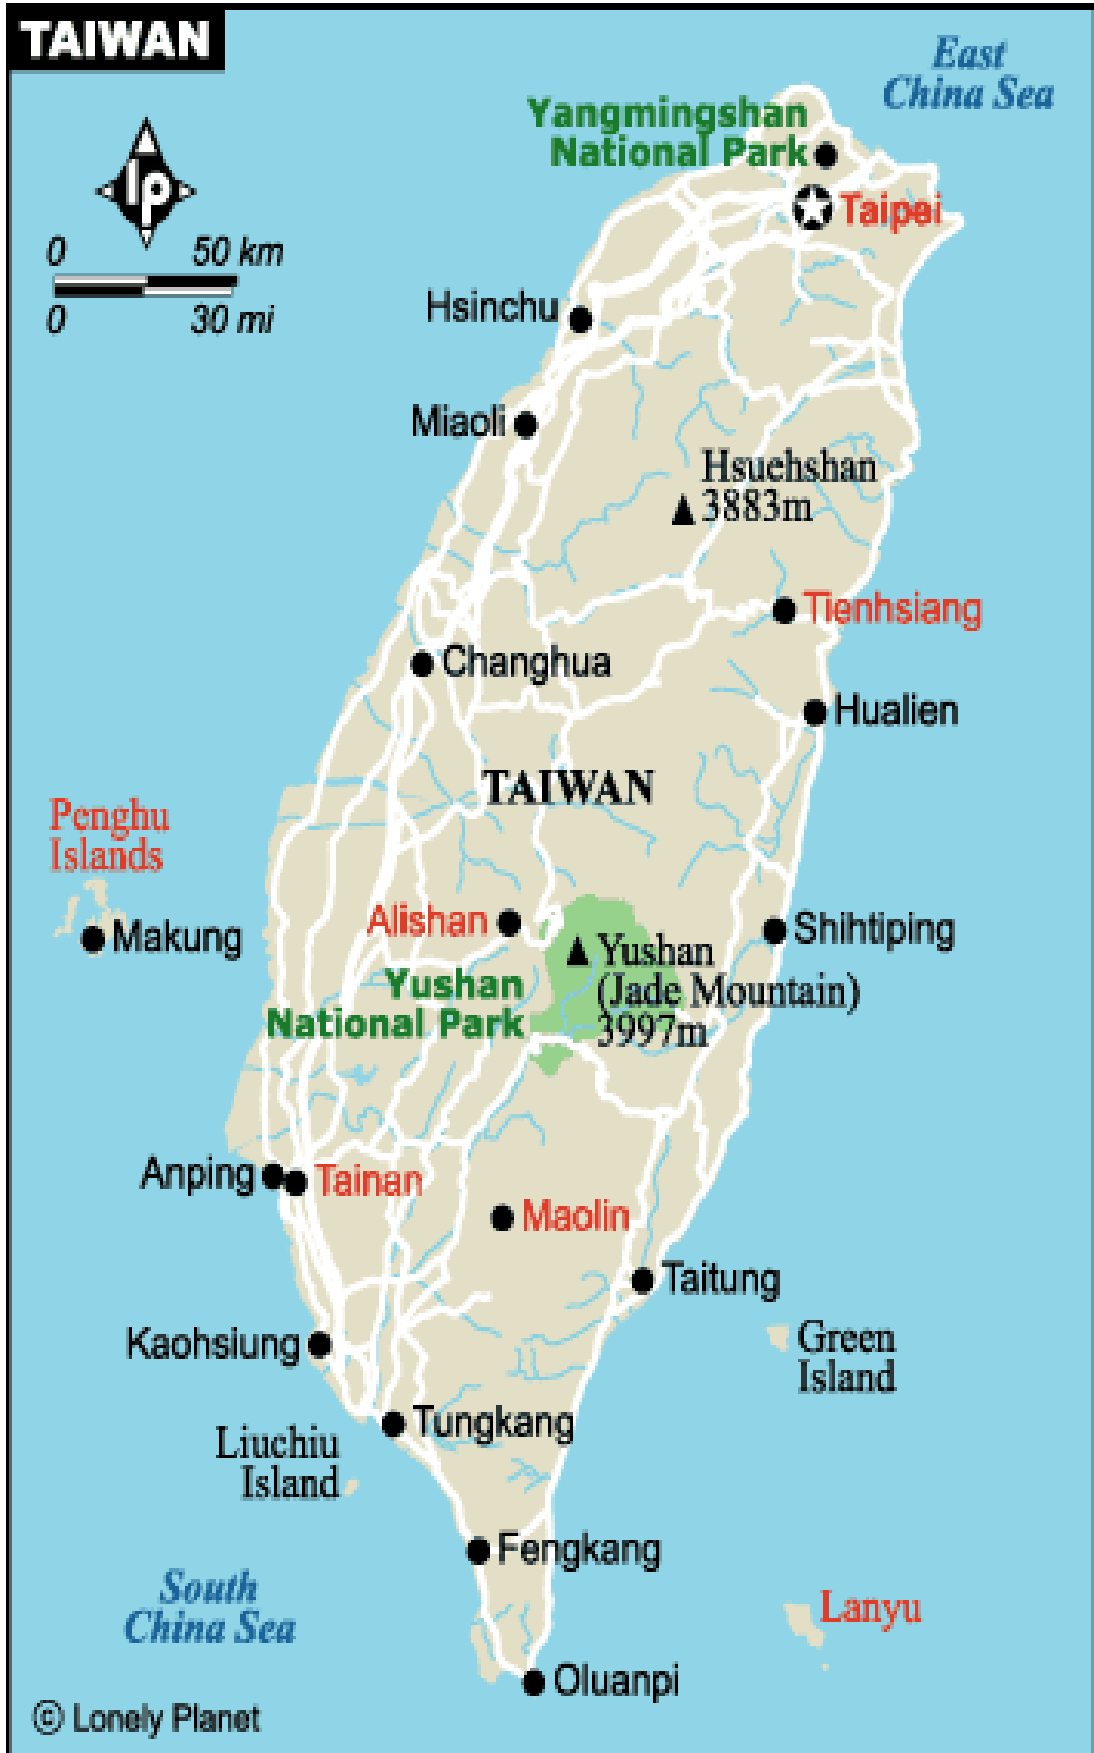 TAIWAN
East
China Sea
Yangmingshan
National Park
lp
Taipei
0 50 km
0 30 mi
Hsinchu
Miaoli
Hsuehshan
3883m
Tienhsiang
Changhua
Hualien
TAIWAN
Penghu
Islands
Makung
Alishan
Shihtiping
Yushan
(Jade Mountain)
3997m
Yushan
National Park
Anping
Tainan
Maolin
Taitung
Kaohsiung
Green
Island
Tungkang
Liuchiu
Island
Fengkang
South
China Sea
Lanyu
Oluanpi
© Lonely Planet